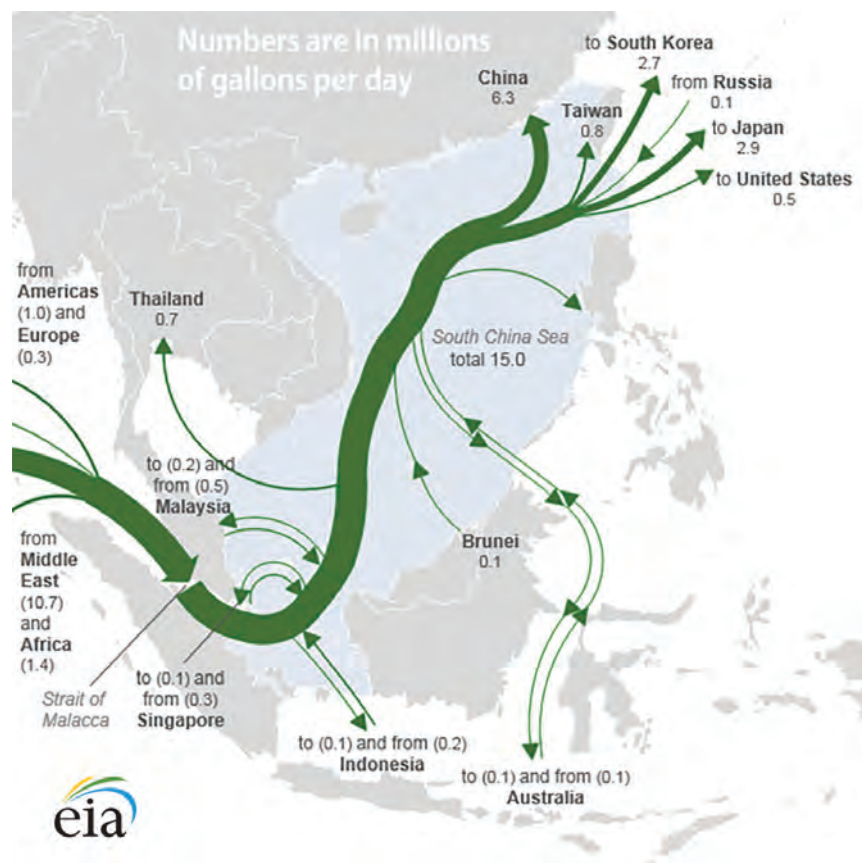 Numbers are in millions
of gallons per day
China
6.3
to South Korea
2.7
Taiwan
0.8
from Russia
0.1
to Japan
2.9
to United States
0.5
from
Americas
(1.0) and
Europe
(0.3)
Thailand
0.7
South China Sea
total 15.0
to (0.2) and
from (0.5)
Malaysia
Brunei
0.1
from
Middle
East
(10.7)
and
Africa
(1.4)
Strait of
Malacca
to (0.1) and
from (0.3)
Singapore
to (0.1) and from (0.2)
Indonesia
to (0.1) and from (0.1)
Australia
eia